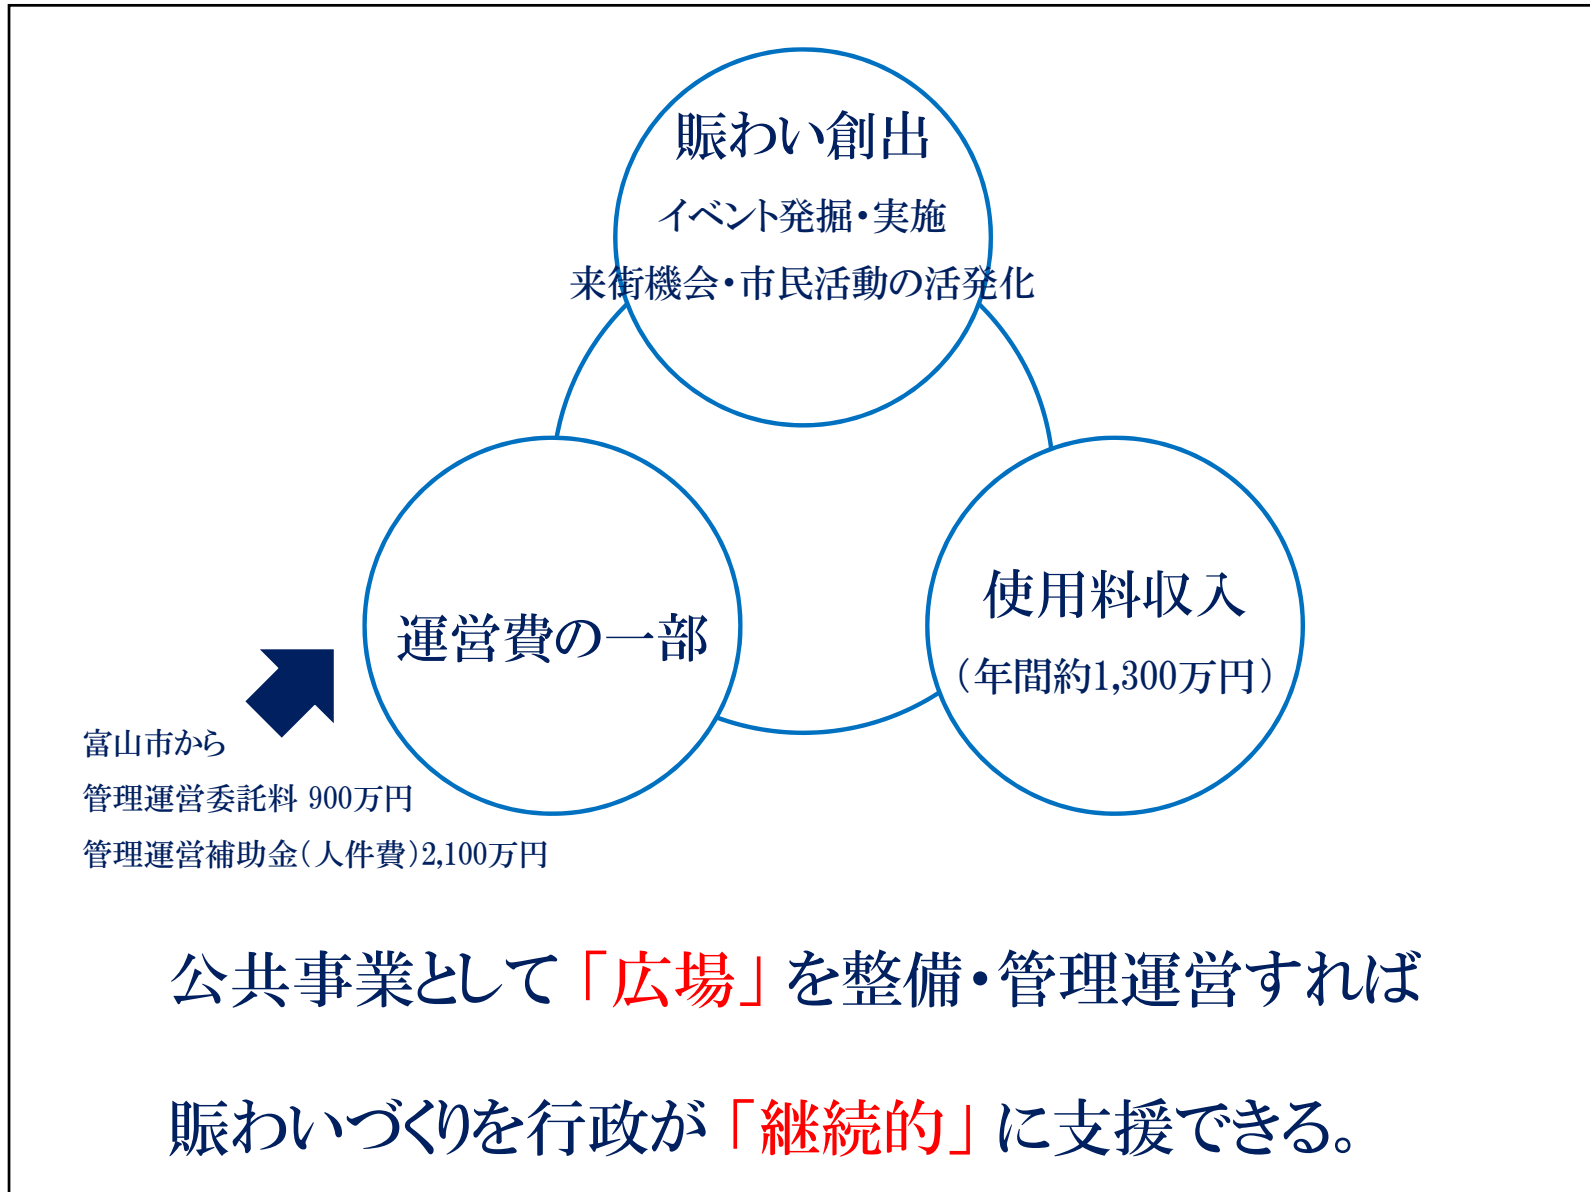 賑わい創出
イベント発掘・実施
来街機会・市民活動の活発化
運営費の一部
使用料収入
（年間約1,300万円）
富山市から
管理運営委託料 900万円
管理運営補助金（人件費）2,100万円
公共事業として「広場」を整備・管理運営すれば
賑わいづくりを行政が「継続的」に支援できる。